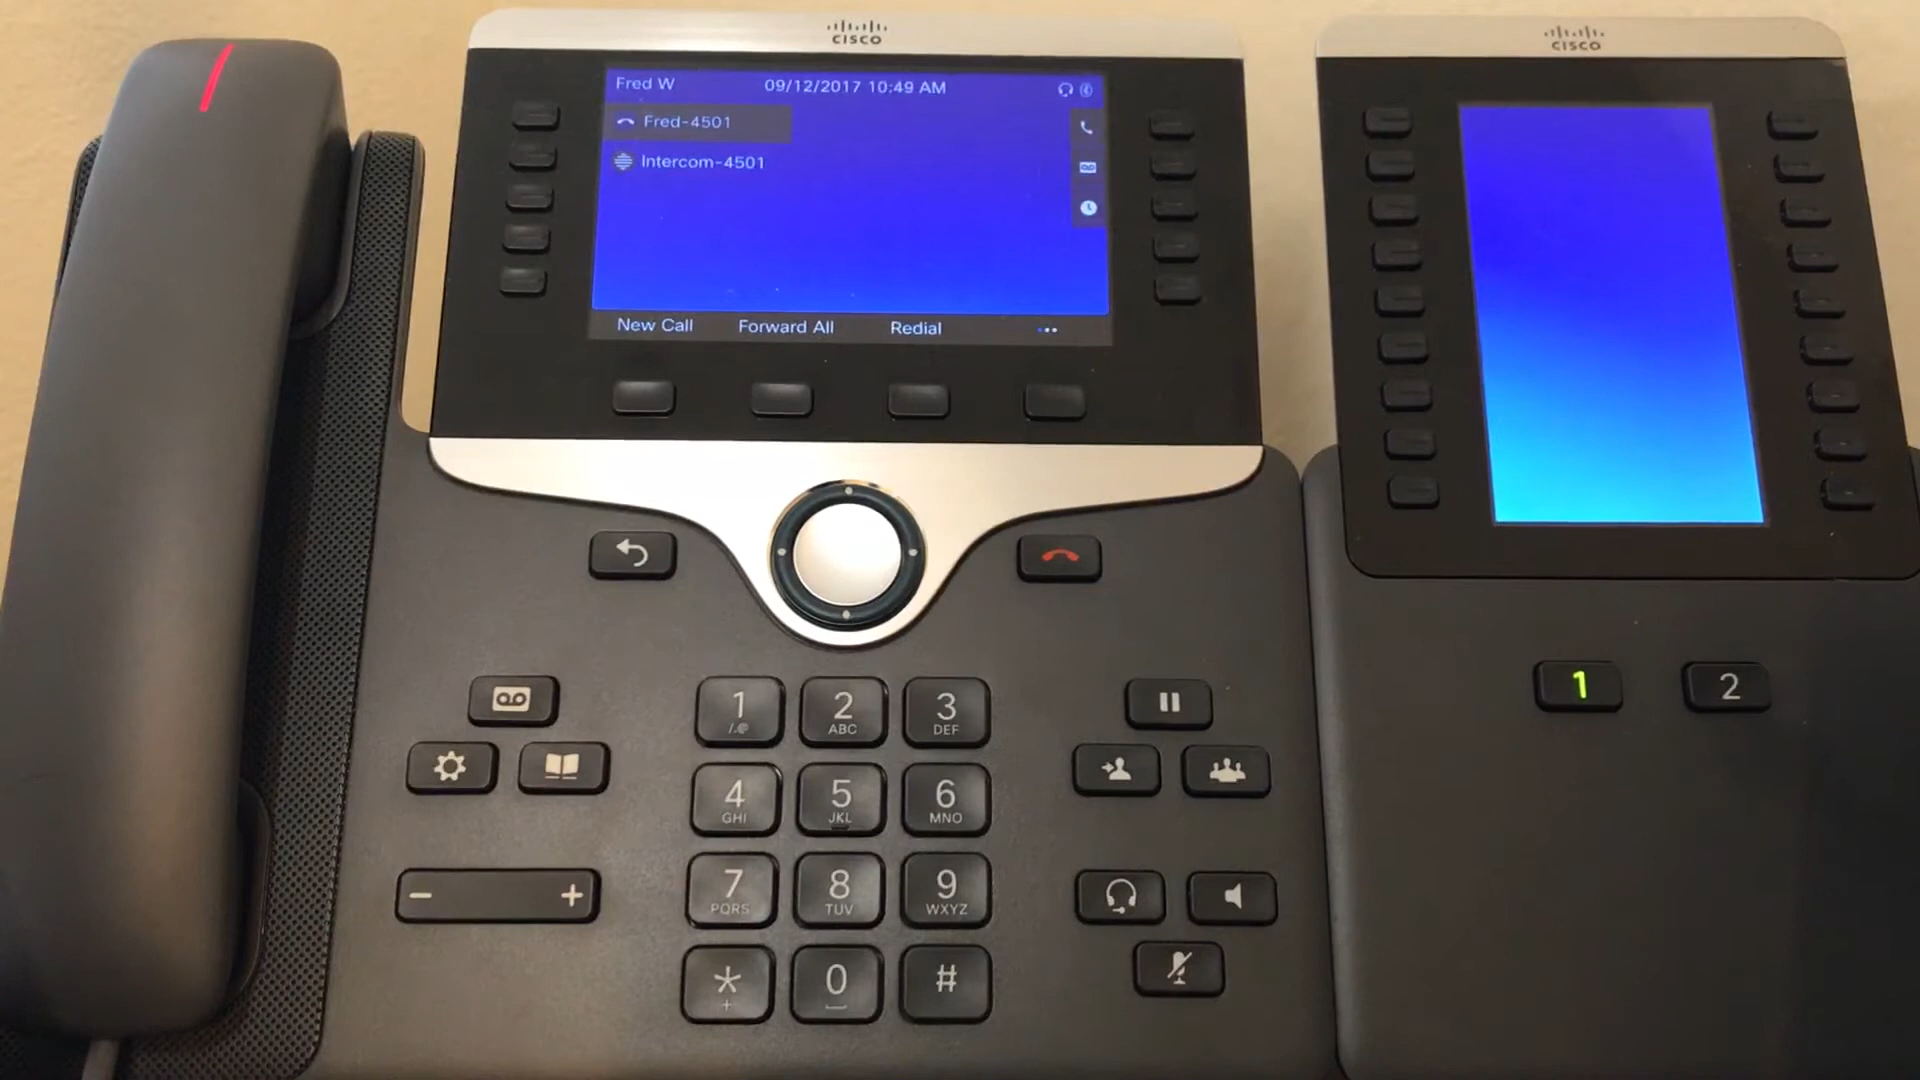 CISCO
CISCO
Fred W 09/12/2017 10:49 AM
Fred-4501
Intercom-4501
New Call Forward All Redial ...
1 /.@
2 ABC
3 DEF
4 GHI
5 JKL
6 MNO
7 PQRS
8 TUV
9 WXYZ
* +
0
#
- +
1 2